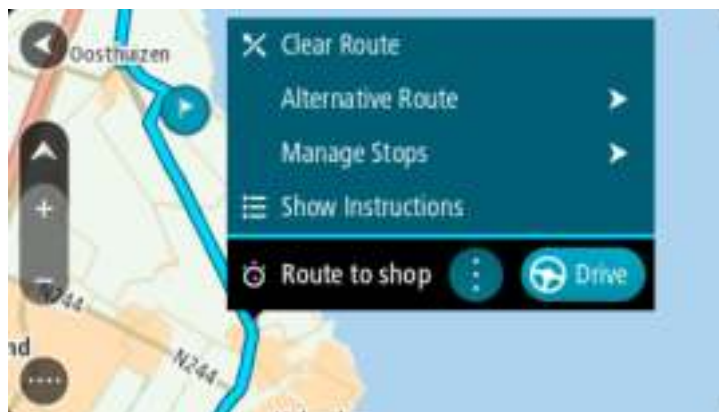 Oosthuizen
Clear Route
Alternative Route
Manage Stops
Show Instructions
Route to shop
Drive
N244
nd
N244